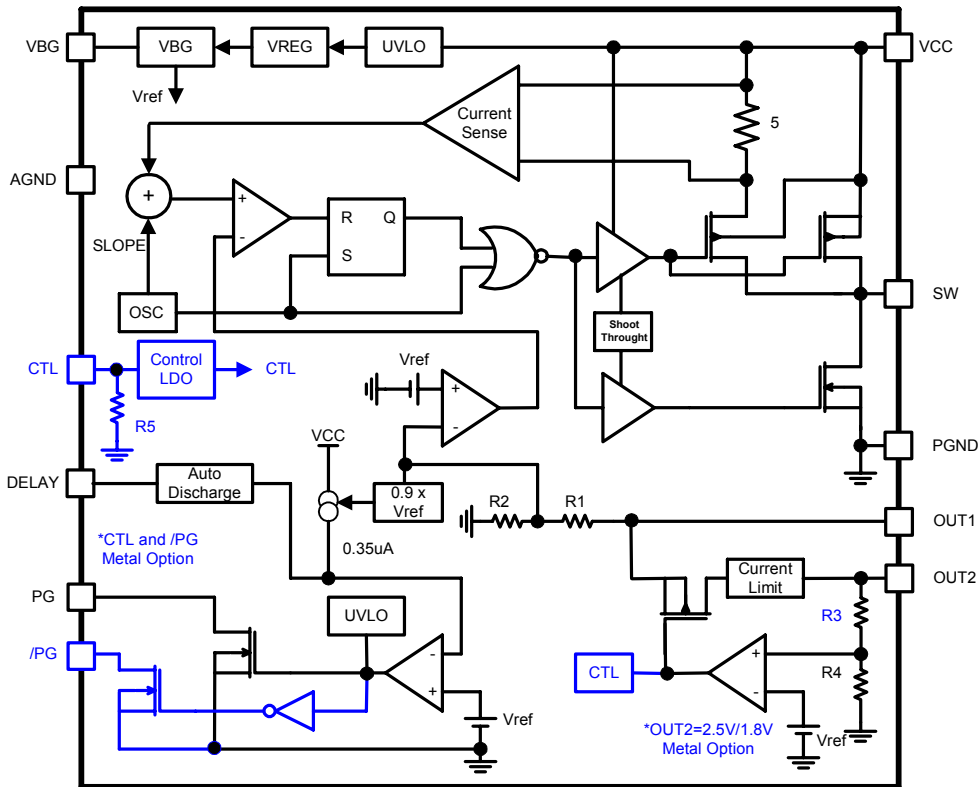 VBG
VBG
VREG
UVLO
VCC
Vref
Current
Sense
5
AGND
+
SLOPE
+
-
R
Q
S
OSC
SW
Shoot
Throught
CTL
Control
LDO
CTL
R5
Vref
+
-
PGND
VCC
DELAY
Auto
Discharge
0.9 x
Vref
R2
R1
OUT1
0.35uA
*CTL and /PG
Metal Option
Current
Limit
OUT2
PG
UVLO
R3
/PG
-
+
CTL
+
-
R4
Vref
*OUT2=2.5V/1.8V
Metal Option
Vref